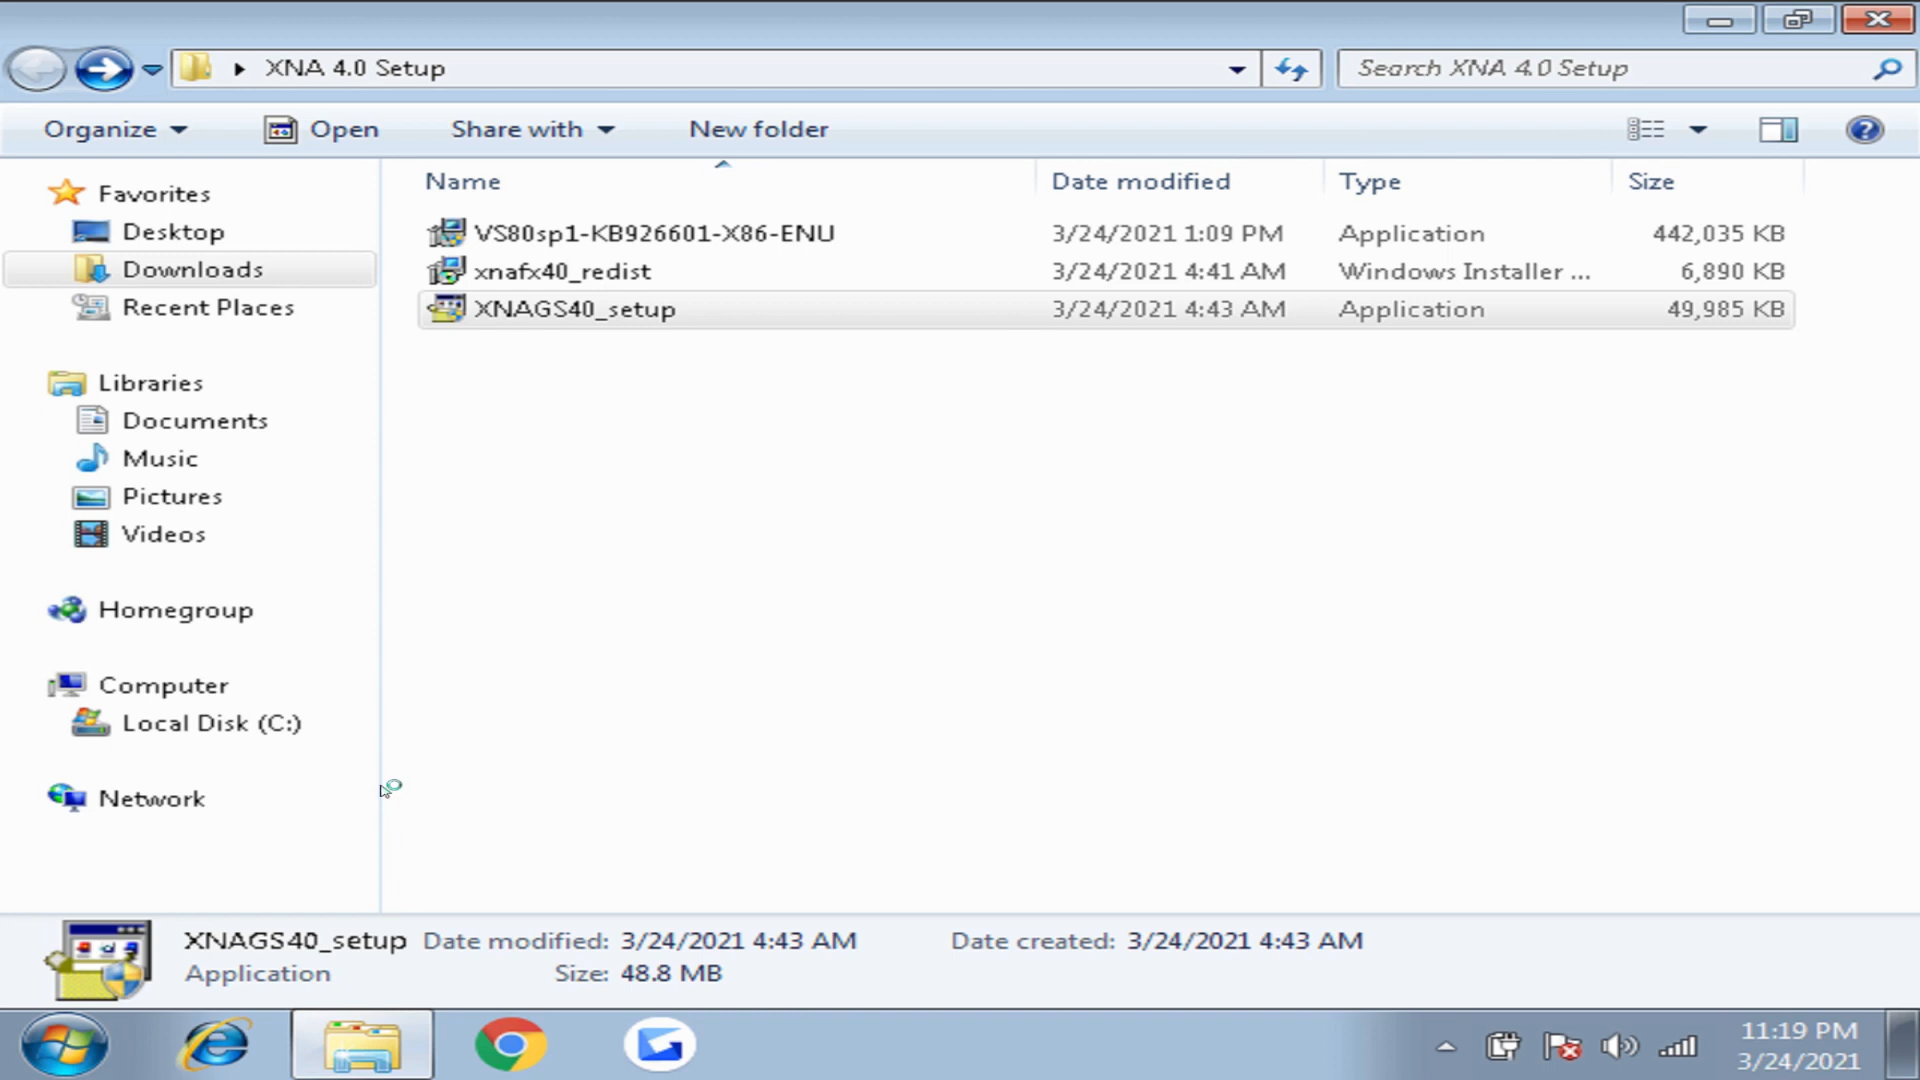 XNA 4.0 Setup
Search XNA 4.0 Setup
Organize Open Share with New folder
Name Date modified Type Size
Favorites
Desktop
Downloads
Recent Places
Libraries
Documents
Music
Pictures
Videos
Homegroup
Computer
Local Disk (C:)
Network
VS80sp1-KB926601-X86-ENU 3/24/2021 1:09 PM Application 442,035 KB
xnafx40_redist 3/24/2021 4:41 AM Windows Installer ... 6,890 KB
XNAGS40_setup 3/24/2021 4:43 AM Application 49,985 KB
XNAGS40_setup Date modified: 3/24/2021 4:43 AM Date created: 3/24/2021 4:43 AM
Application Size: 48.8 MB
11:19 PM
3/24/2021